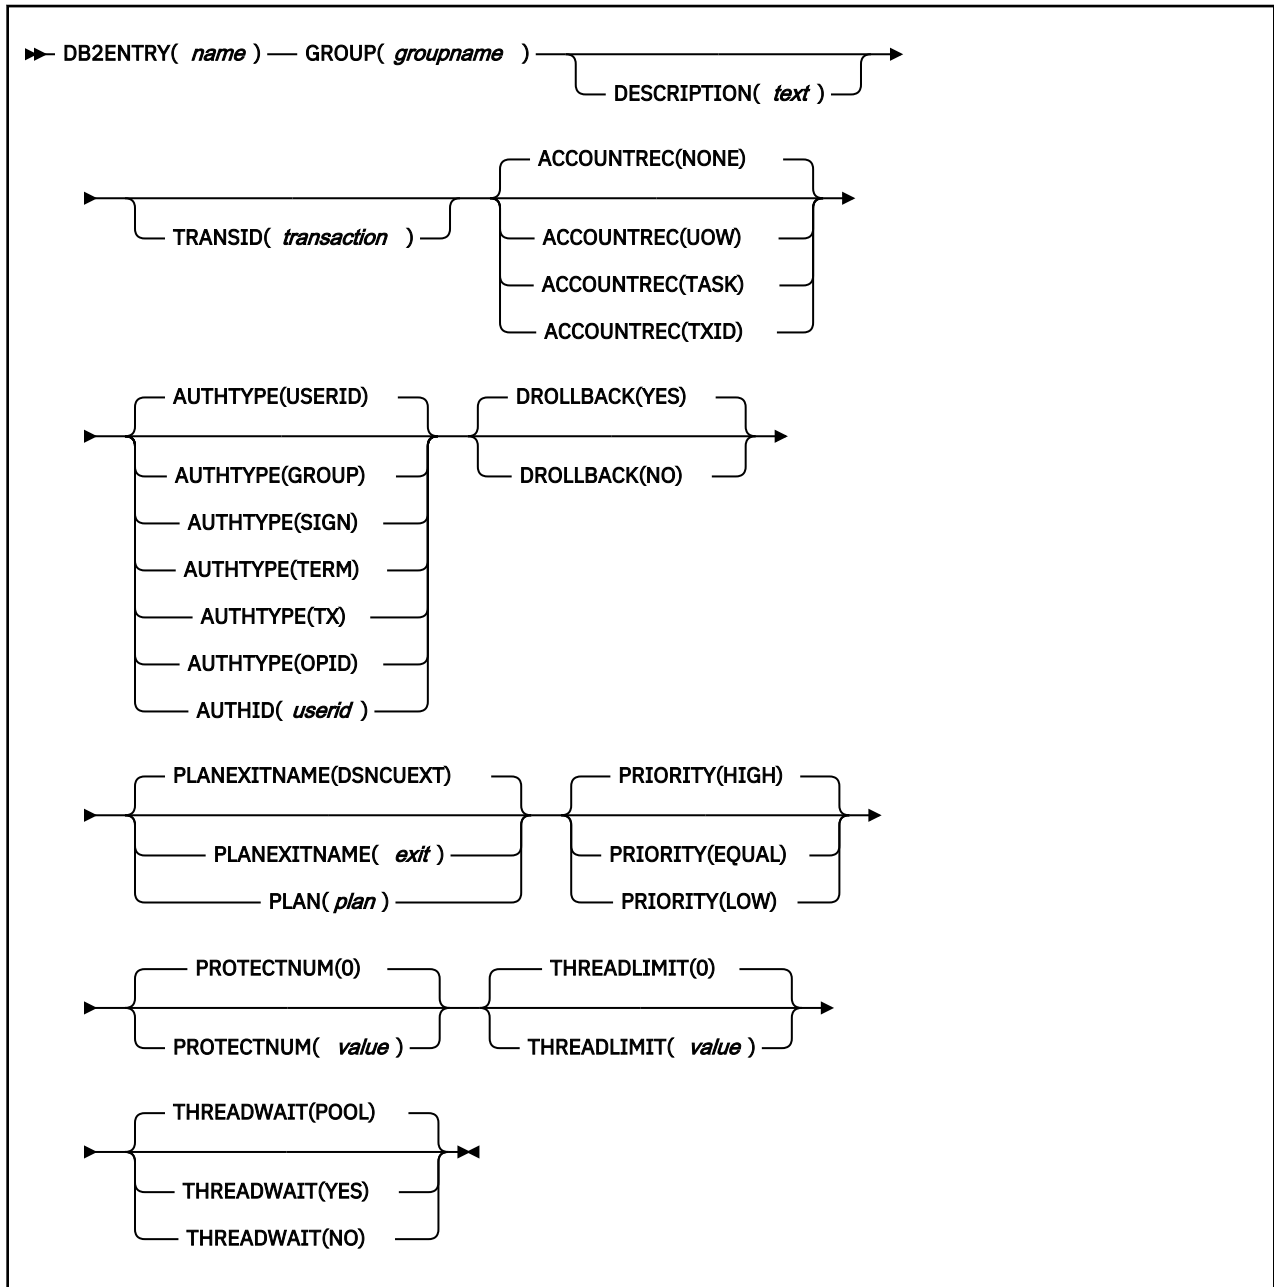 DB2ENTRY( name ) GROUP( groupname )
DESCRIPTION( text )
ACCOUNTREC(NONE)
TRANSID( transaction ) ACCOUNTREC(UOW)
ACCOUNTREC(TASK)
ACCOUNTREC(TXID)
AUTHTYPE(USERID) DROLLBACK(YES)
AUTHTYPE(GROUP) DROLLBACK(NO)
AUTHTYPE(SIGN)
AUTHTYPE(TERM)
AUTHTYPE(TX)
AUTHTYPE(OPID)
AUTHID( userid )
PLANEXITNAME(DSNCUEXT) PRIORITY(HIGH)
PLANEXITNAME( exit ) PRIORITY(EQUAL)
PLAN( plan ) PRIORITY(LOW)
PROTECTNUM(0) THREADLIMIT(0)
PROTECTNUM( value ) THREADLIMIT( value )
THREADWAIT(POOL)
THREADWAIT(YES)
THREADWAIT(NO)